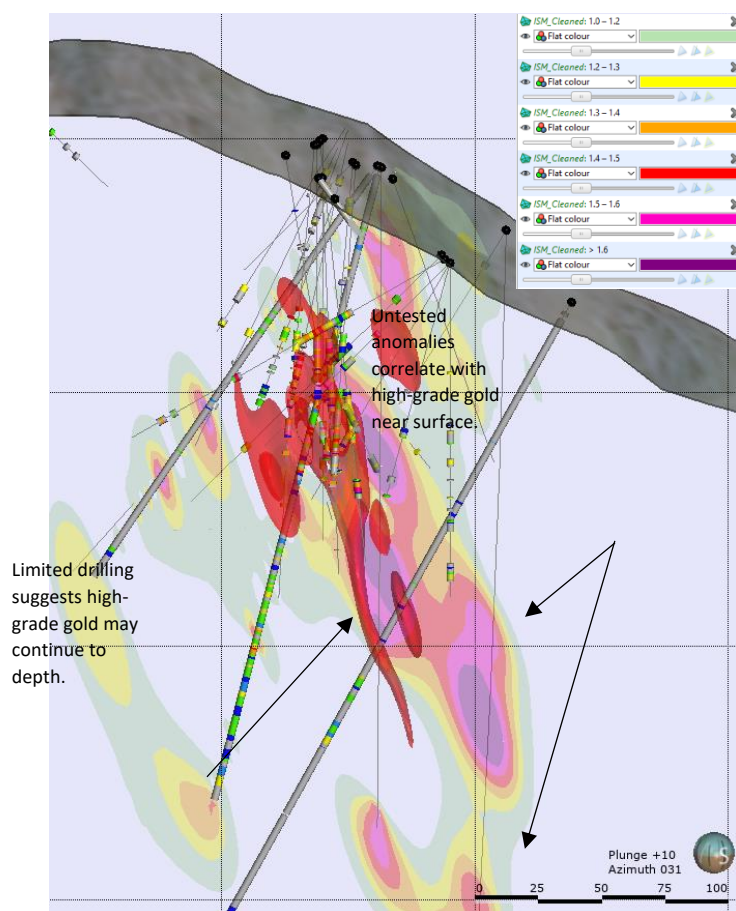 ISM_Cleaned: 1.0 – 1.2
Flat colour
ISM_Cleaned: 1.2 – 1.3
Flat colour
ISM_Cleaned: 1.3 – 1.4
Flat colour
ISM_Cleaned: 1.4 – 1.5
Flat colour
ISM_Cleaned: 1.5 – 1.6
Flat colour
ISM_Cleaned: > 1.6
Flat colour
Untested
anomalies
correlate with
high-grade gold
near surface.
Limited drilling
suggests high-
grade gold may
continue to
depth.
Plunge +10
Azimuth 031
S
0 25 50 75 100